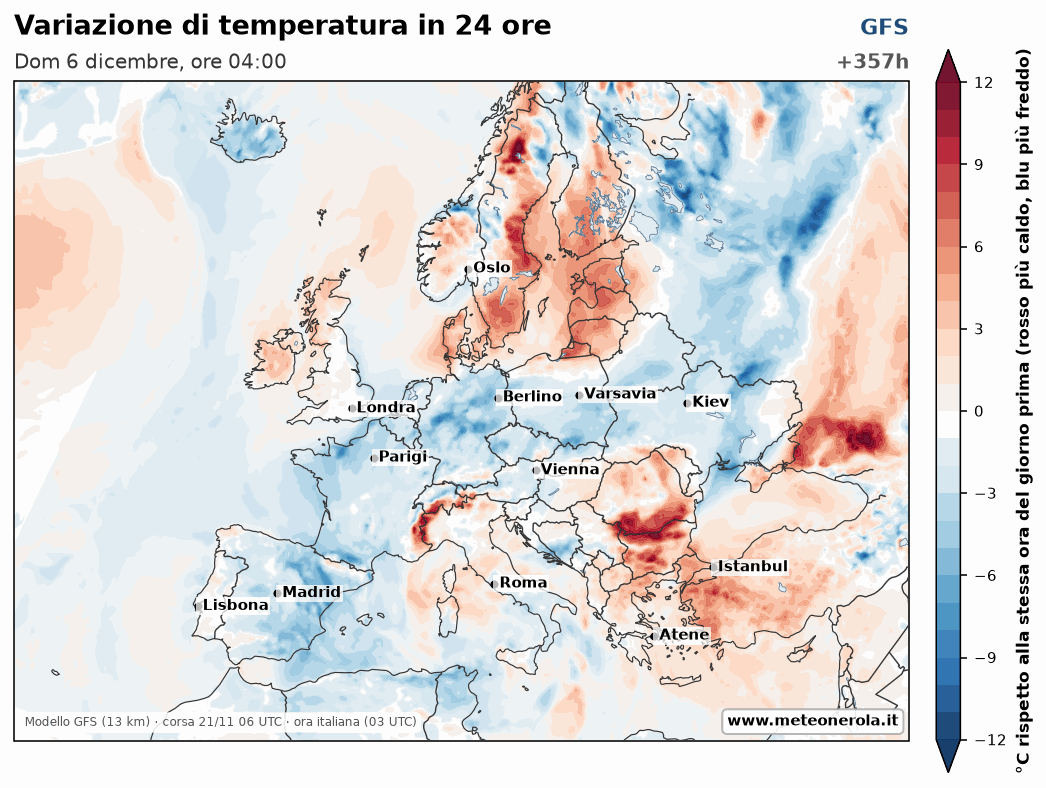 Variazione di temperatura in 24 ore
GFS
Dom 6 dicembre, ore 04:00
+357h
12
9
6
3
0
−3
−6
−9
−12
°C rispetto alla stessa ora del giorno prima (rosso più caldo, blu più freddo)
Oslo
Londra
Berlino
Varsavia
Kiev
Parigi
Vienna
Istanbul
Roma
Madrid
Lisbona
Atene
Modello GFS (13 km) · corsa 21/11 06 UTC · ora italiana (03 UTC)
www.meteonerola.it